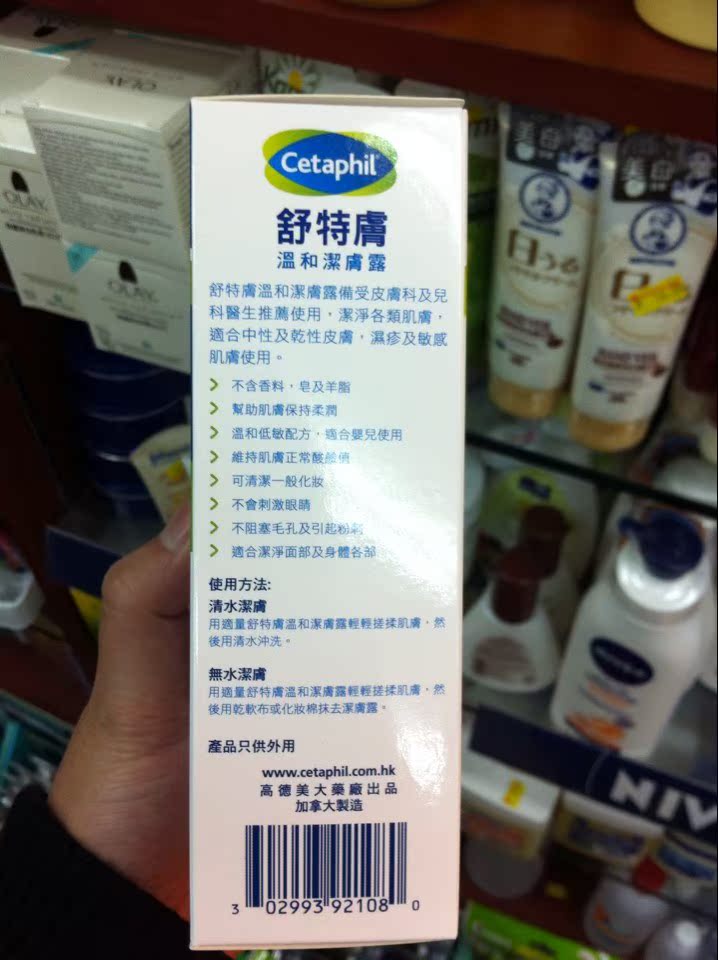 Cetaphil
舒特膚
溫和潔膚露
舒特膚溫和潔膚露備受皮膚科及兒
科醫生推薦使用，潔淨各類肌膚，
適合中性及乾性皮膚，濕疹及敏感
肌膚使用。
不含香料，皂及羊脂
幫助肌膚保持柔潤
溫和低敏配方，適合嬰兒使用
維持肌膚正常酸鹼值
可清潔一般化妝
不會刺激眼睛
不阻塞毛孔及引起粉刺
適合潔淨面部及身體各部
使用方法:
清水潔膚
用適量舒特膚溫和潔膚露輕輕搓揉肌膚，然
後用清水沖洗。
無水潔膚
用適量舒特膚溫和潔膚露輕輕搓揉肌膚，然
後用乾軟布或化妝棉抹去潔膚露。
產品只供外用
www.cetaphil.com.hk
高德美大藥廠出品
加拿大製造
3 02993 92108 0
OLAY
OLAY
OLAY
美白
美白
白うる
NIV